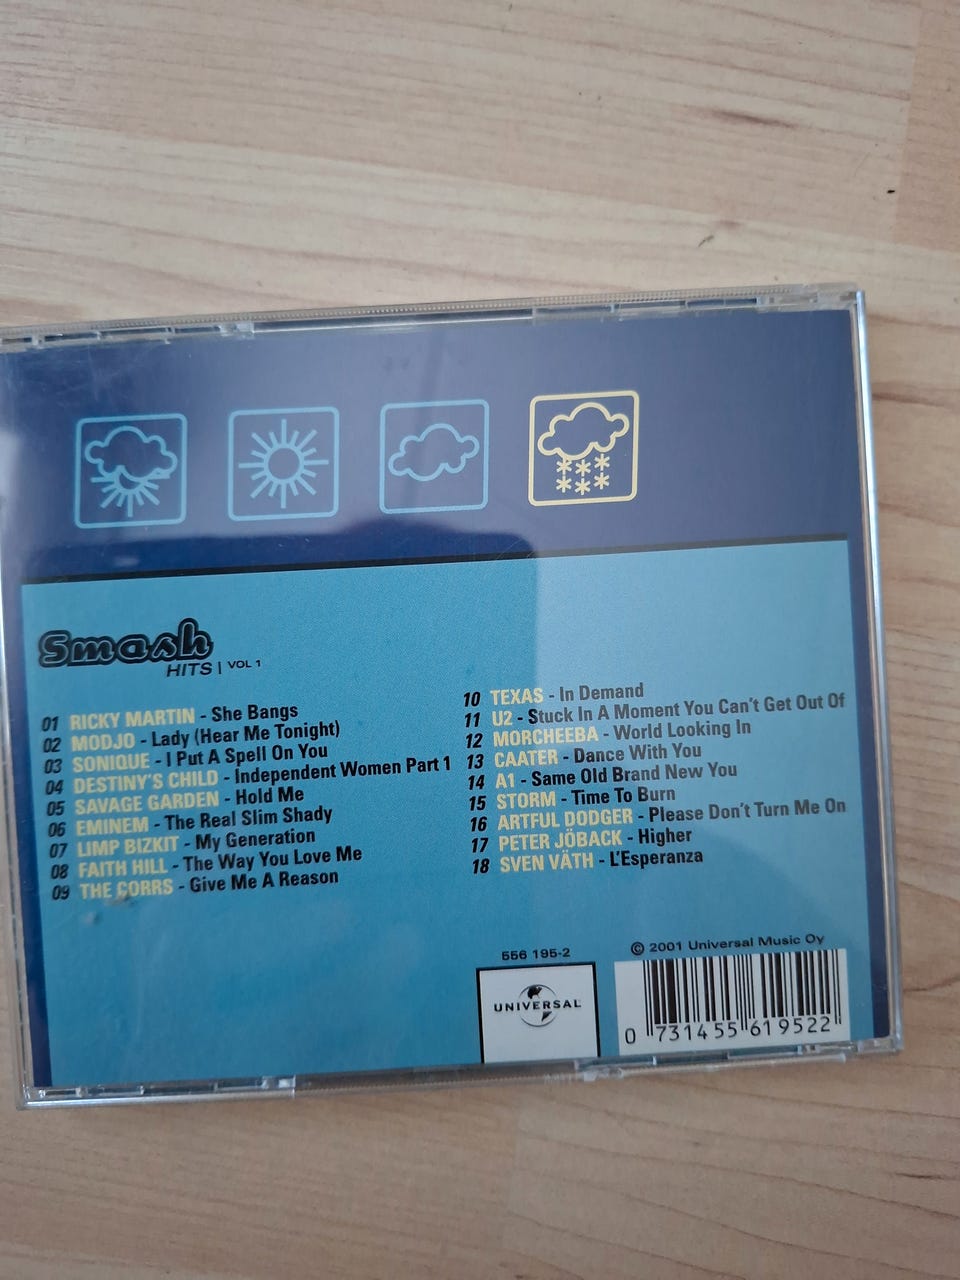 Smash
HITS | VOL 1
01 RICKY MARTIN - She Bangs
02 MODJO - Lady (Hear Me Tonight)
03 SONIQUE - I Put A Spell On You
04 DESTINY'S CHILD - Independent Women Part 1
05 SAVAGE GARDEN - Hold Me
06 EMINEM - The Real Slim Shady
07 LIMP BIZKIT - My Generation
08 FAITH HILL - The Way You Love Me
09 THE CORRS - Give Me A Reason
10 TEXAS - In Demand
11 U2 - Stuck In A Moment You Can't Get Out Of
12 MORCHEEBA - World Looking In
13 CAATER - Dance With You
14 A1 - Same Old Brand New You
15 STORM - Time To Burn
16 ARTFUL DODGER - Please Don't Turn Me On
17 PETER JÖBACK - Higher
18 SVEN VÄTH - L'Esperanza
556 195-2
© 2001 Universal Music Oy
UNIVERSAL
0 731455 619522